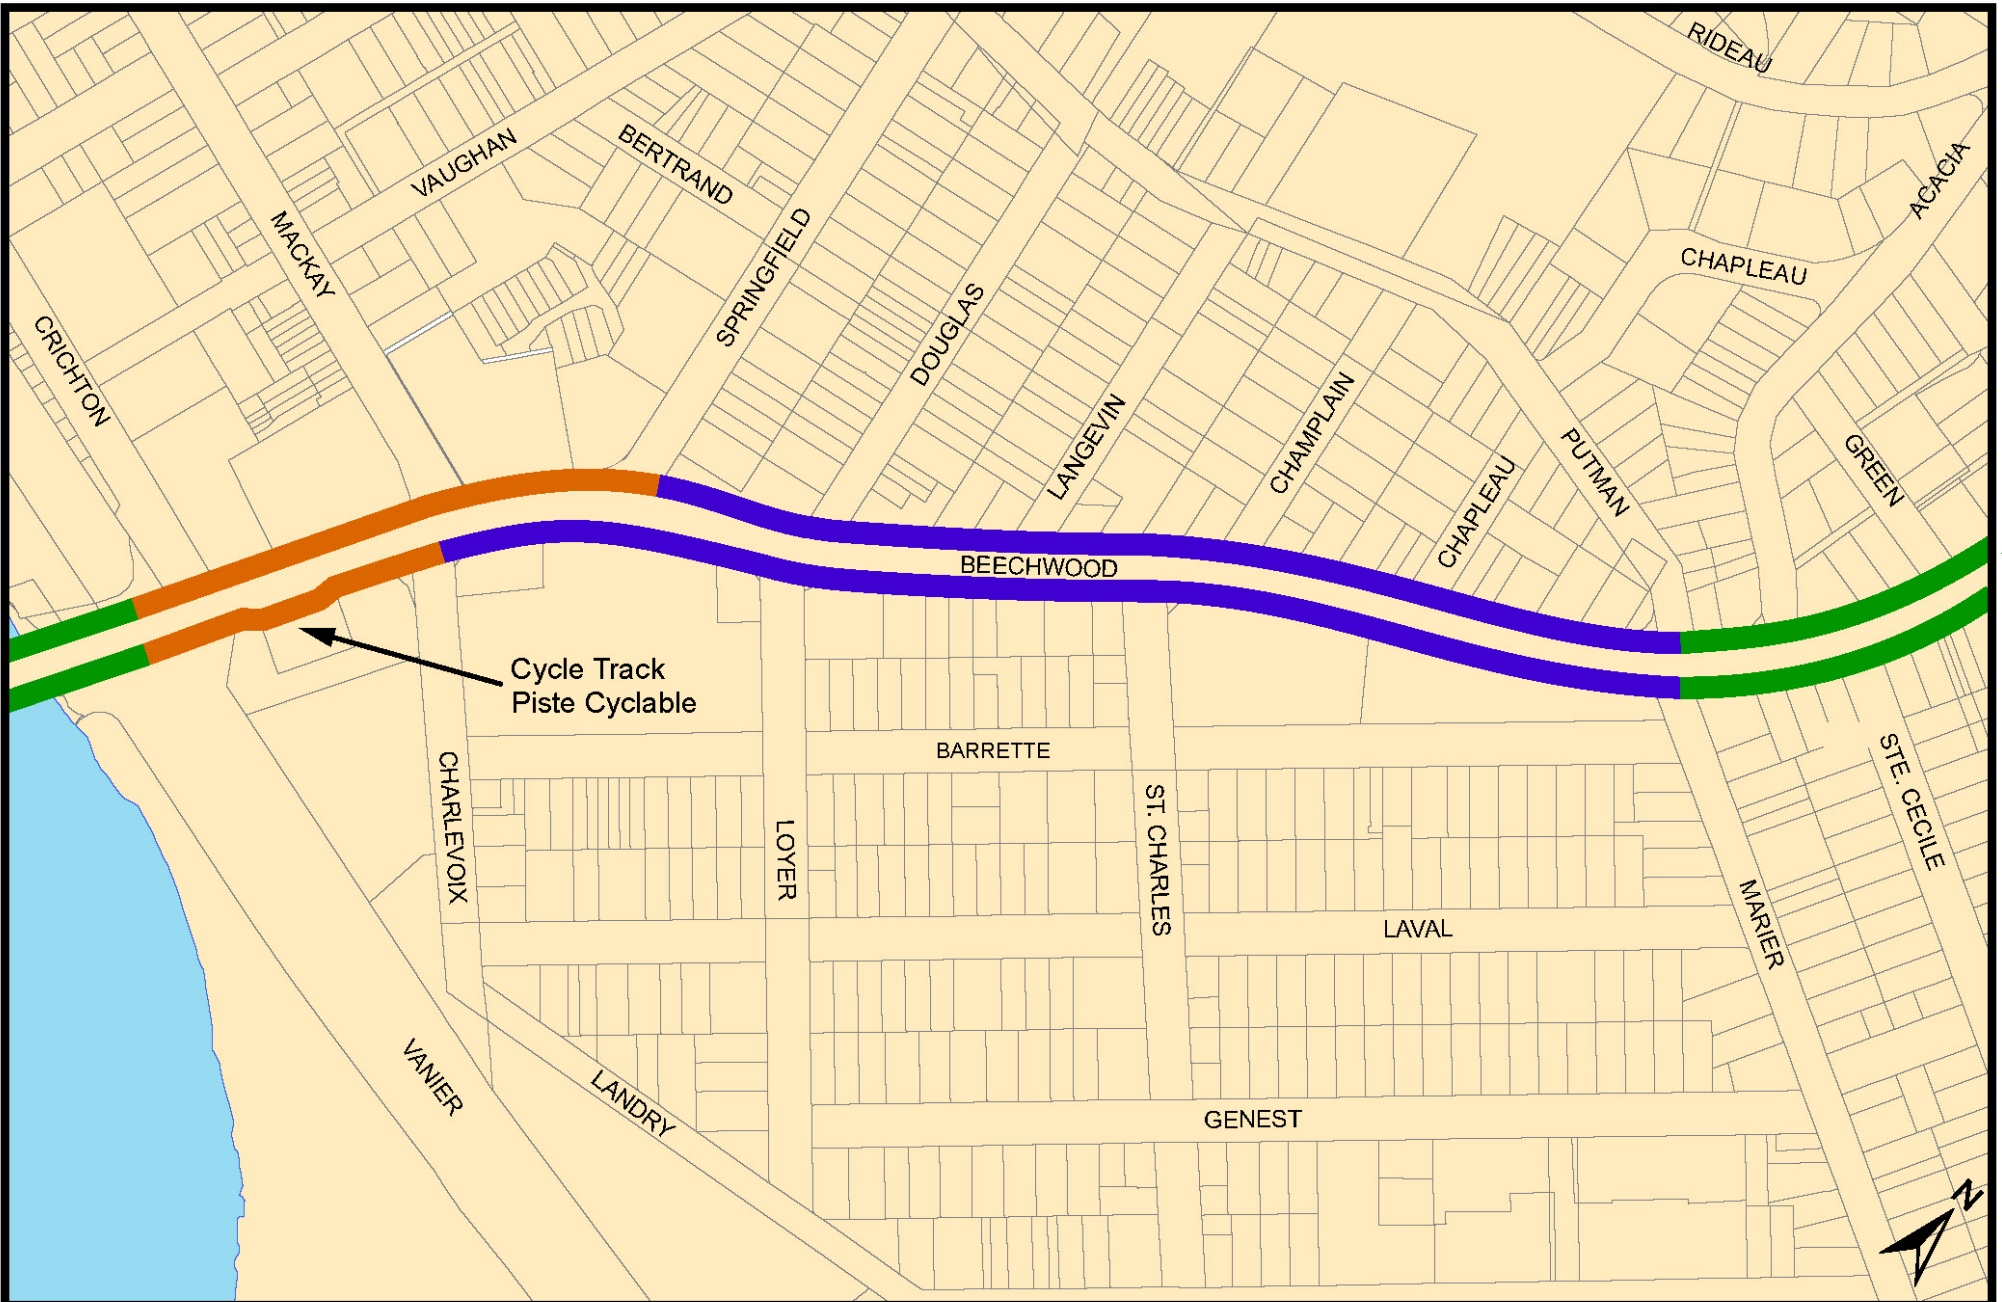 RIDEAU
VAUGHAN
BERTRAND
ACACIA
MACKAY
SPRINGFIELD
CHAPLEAU
CRICHTON
DOUGLAS
LANGEVIN
CHAMPLAIN
CHAPLEAU
PUTMAN
GREEN
BEECHWOOD
Cycle Track
Piste Cyclable
BARRETTE
CHARLEVOIX
LOYER
ST. CHARLES
STE. CECILE
LAVAL
MARIER
VANIER
LANDRY
GENEST
N